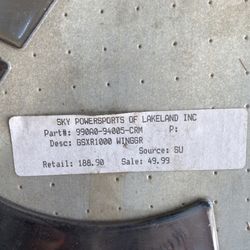 SKY POWERSPORTS OF LAKELAND INC
Part#: 990A0-94005-CRM P:
Desc: GSXR1000 WINGGR
Source: SU
Retail: 188.90 Sale: 49.99